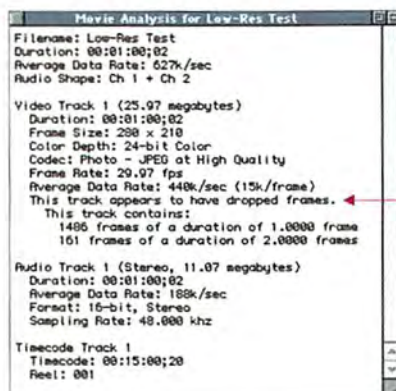 Movie Analysis for Low-Res Test
Filename: Low-Res Test
Duration: 00:01:00;02
Average Data Rate: 627k/sec
Audio Shape: Ch 1 + Ch 2
Video Track 1 (25.97 megabytes)
Duration: 00:01:00;02
Frame Size: 280 x 210
Color Depth: 24-bit Color
Codec: Photo - JPEG at High Quality
Frame Rate: 29.97 fps
Average Data Rate: 440k/sec (15k/frame)
This track appears to have dropped frames.
This track contains:
1486 frames of a duration of 1.0000 frame
161 frames of a duration of 2.0000 frames
Audio Track 1 (Stereo, 11.07 megabytes)
Duration: 00:01:00;02
Average Data Rate: 188k/sec
Format: 16-bit, Stereo
Sampling Rate: 48.000 khz
Timecode Track 1
Timecode: 00:15:00;20
Reel: 001